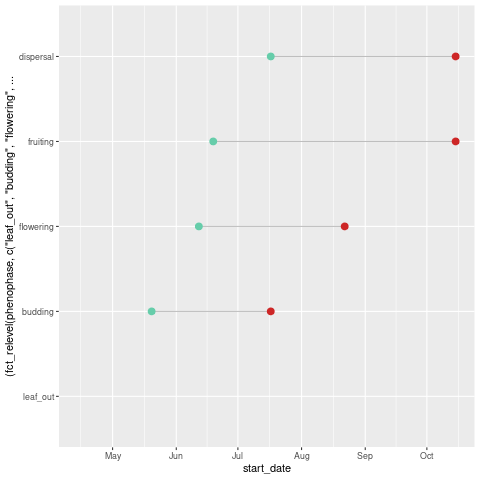 (fct_relevel(phenophase, c("leaf_out", "budding", "flowering", ...
dispersal
fruiting
flowering
budding
leaf_out
May Jun Jul Aug Sep Oct
start_date